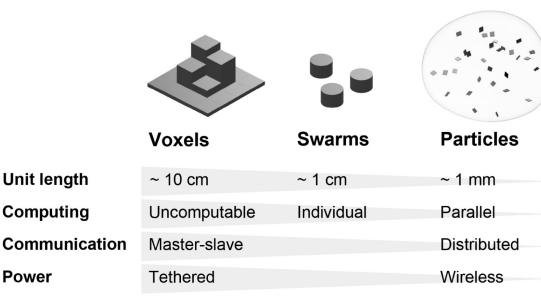 Voxels Swarms Particles
Unit length ~ 10 cm ~ 1 cm ~ 1 mm
Computing Uncomputable Individual Parallel
Communication Master-slave Distributed
Power Tethered Wireless